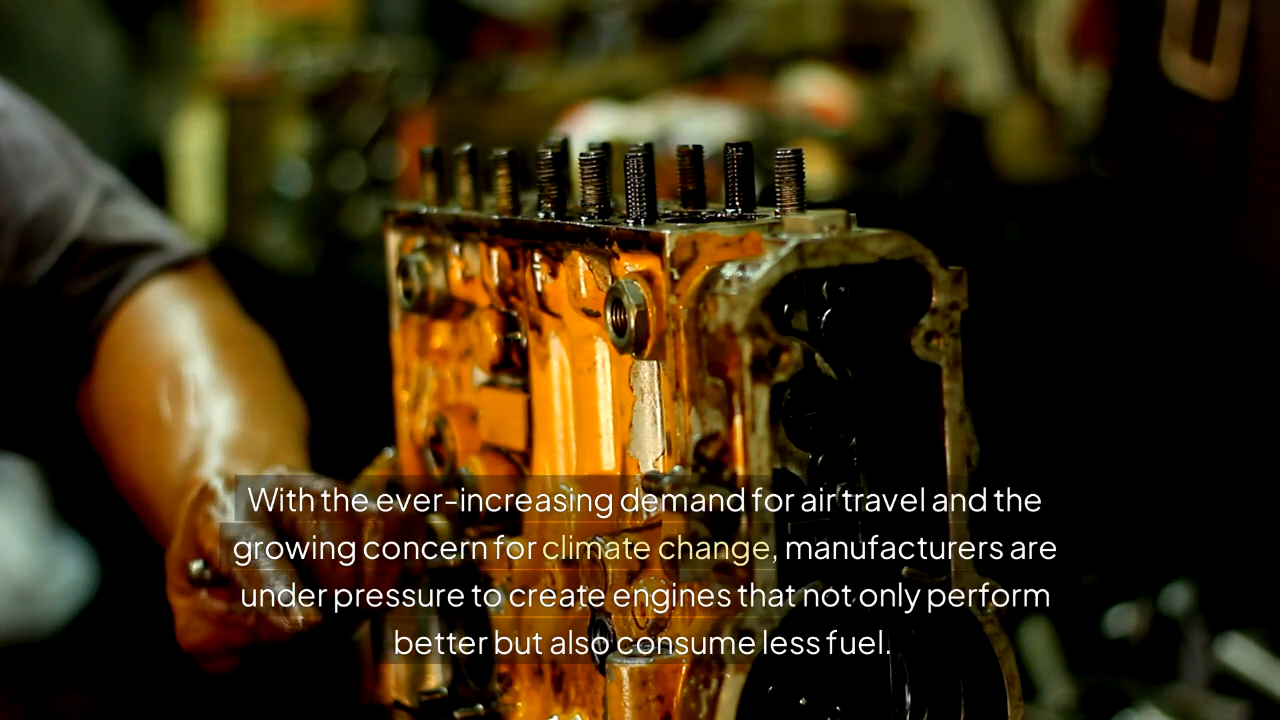 With the ever-increasing demand for air travel and the
growing concern for climate change, manufacturers are
under pressure to create engines that not only perform
better but also consume less fuel.